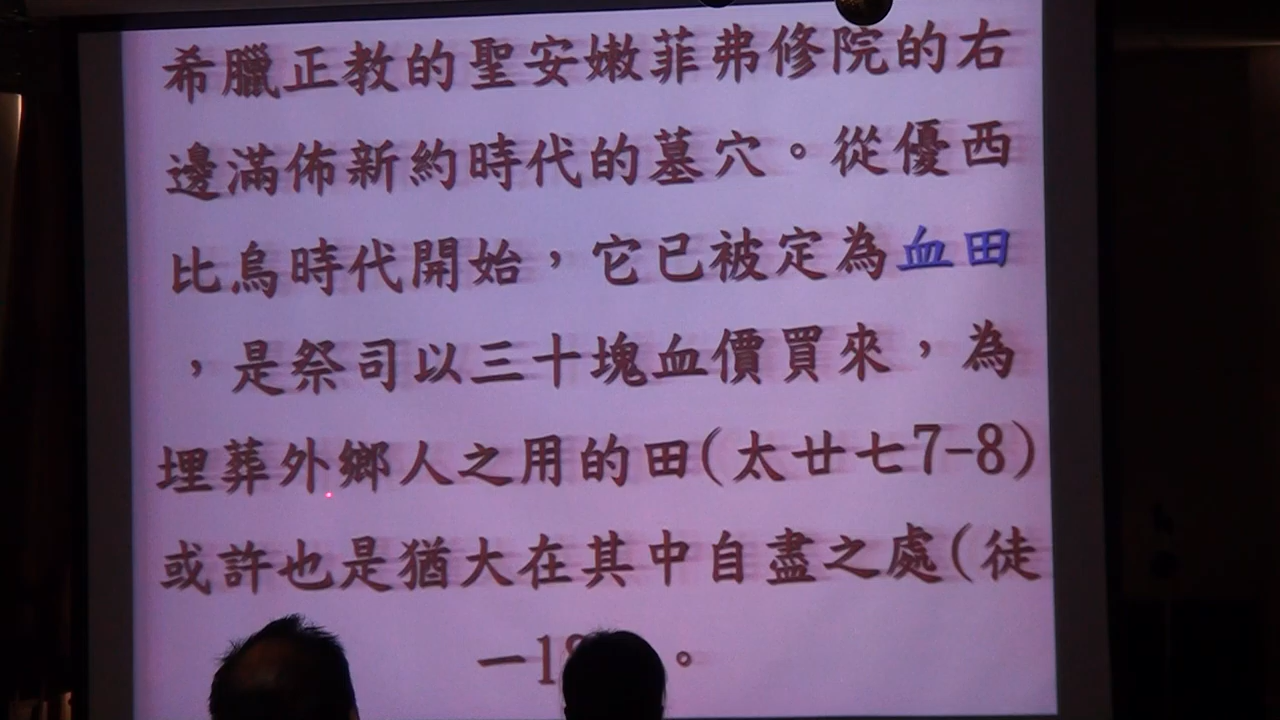 希臘正教的聖安嫩菲弗修院的右
邊滿佈新約時代的墓穴。從優西
比烏時代開始，它已被定為血田
，是祭司以三十塊血價買來，為
埋葬外鄉人之用的田(太廿七7-8)
或許也是猶大在其中自盡之處(徒
一18 。